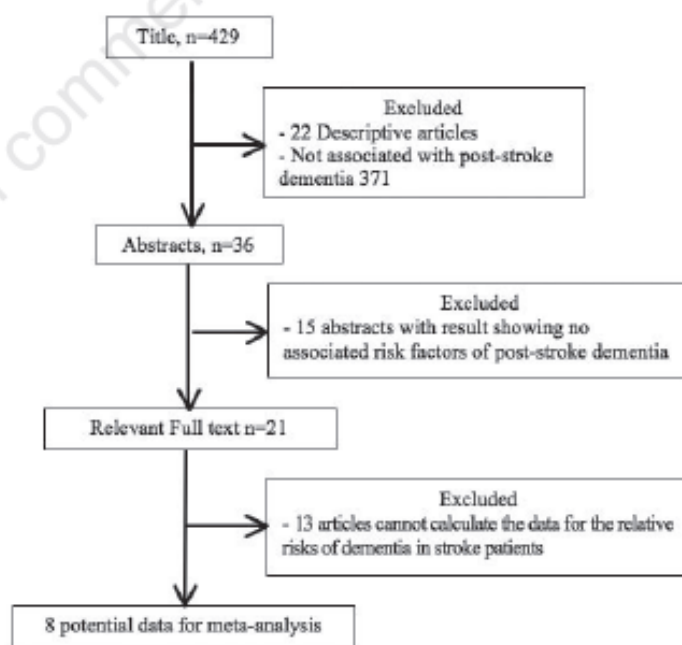 Title, n=429
Excluded
- 22 Descriptive articles
- Not associated with post-stroke
dementia 371
Abstracts, n=36
Excluded
- 15 abstracts with result showing no
associated risk factors of post-stroke dementia
Relevant Full text n=21
Excluded
- 13 articles cannot calculate the data for the relative
risks of dementia in stroke patients
8 potential data for meta-analysis